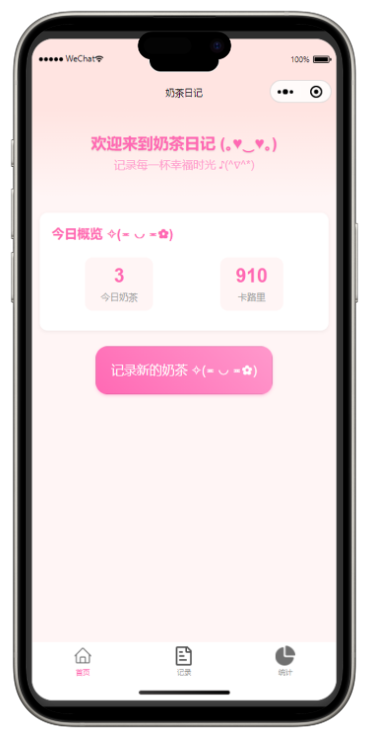 ●●●●● WeChat 100%
奶茶日记
欢迎来到奶茶日记 (｡♥‿♥｡)
记录每一杯幸福时光 ♪(^∇^*)
今日概览 ✧(≖ ◡ ≖✿)
3 910
今日奶茶 卡路里
记录新的奶茶 ✧(≖ ◡ ≖✿)
首页 记录 统计